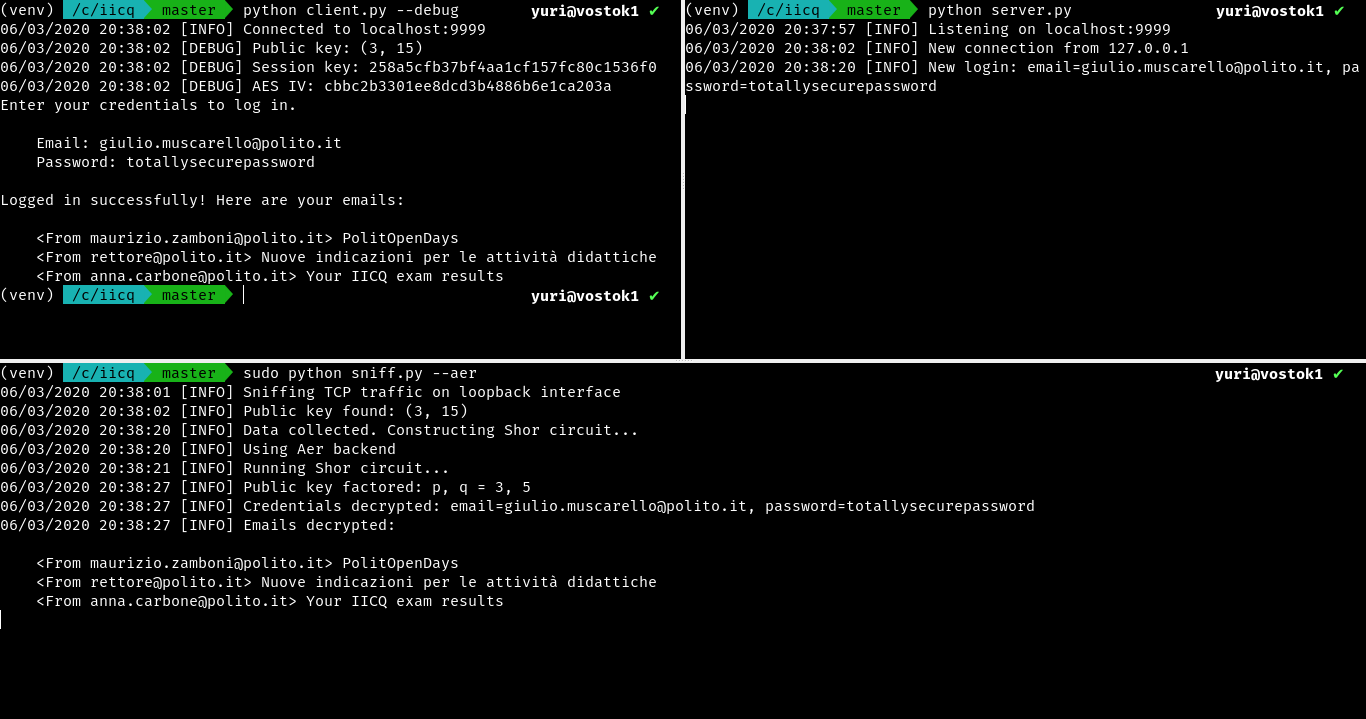 (venv) /c/iicq master python client.py --debug yuri@vostok1 ✔
06/03/2020 20:38:02 [INFO] Connected to localhost:9999
06/03/2020 20:38:02 [DEBUG] Public key: (3, 15)
06/03/2020 20:38:02 [DEBUG] Session key: 258a5cfb37bf4aa1cf157fc80c1536f0
06/03/2020 20:38:02 [DEBUG] AES IV: cbbc2b3301ee8dcd3b4886b6e1ca203a
Enter your credentials to log in.
Email: giulio.muscarello@polito.it
Password: totallysecurepassword
Logged in successfully! Here are your emails:
<From maurizio.zamboni@polito.it> PolitOpenDays
<From rettore@polito.it> Nuove indicazioni per le attività didattiche
<From anna.carbone@polito.it> Your IICQ exam results
(venv) /c/iicq master yuri@vostok1 ✔
(venv) /c/iicq master python server.py yuri@vostok1 ✔
06/03/2020 20:37:57 [INFO] Listening on localhost:9999
06/03/2020 20:38:02 [INFO] New connection from 127.0.0.1
06/03/2020 20:38:20 [INFO] New login: email=giulio.muscarello@polito.it, pa
ssword=totallysecurepassword
(venv) /c/iicq master sudo python sniff.py --aer yuri@vostok1 ✔
06/03/2020 20:38:01 [INFO] Sniffing TCP traffic on loopback interface
06/03/2020 20:38:02 [INFO] Public key found: (3, 15)
06/03/2020 20:38:20 [INFO] Data collected. Constructing Shor circuit...
06/03/2020 20:38:20 [INFO] Using Aer backend
06/03/2020 20:38:21 [INFO] Running Shor circuit...
06/03/2020 20:38:27 [INFO] Public key factored: p, q = 3, 5
06/03/2020 20:38:27 [INFO] Credentials decrypted: email=giulio.muscarello@polito.it, password=totallysecurepassword
06/03/2020 20:38:27 [INFO] Emails decrypted:
<From maurizio.zamboni@polito.it> PolitOpenDays
<From rettore@polito.it> Nuove indicazioni per le attività didattiche
<From anna.carbone@polito.it> Your IICQ exam results